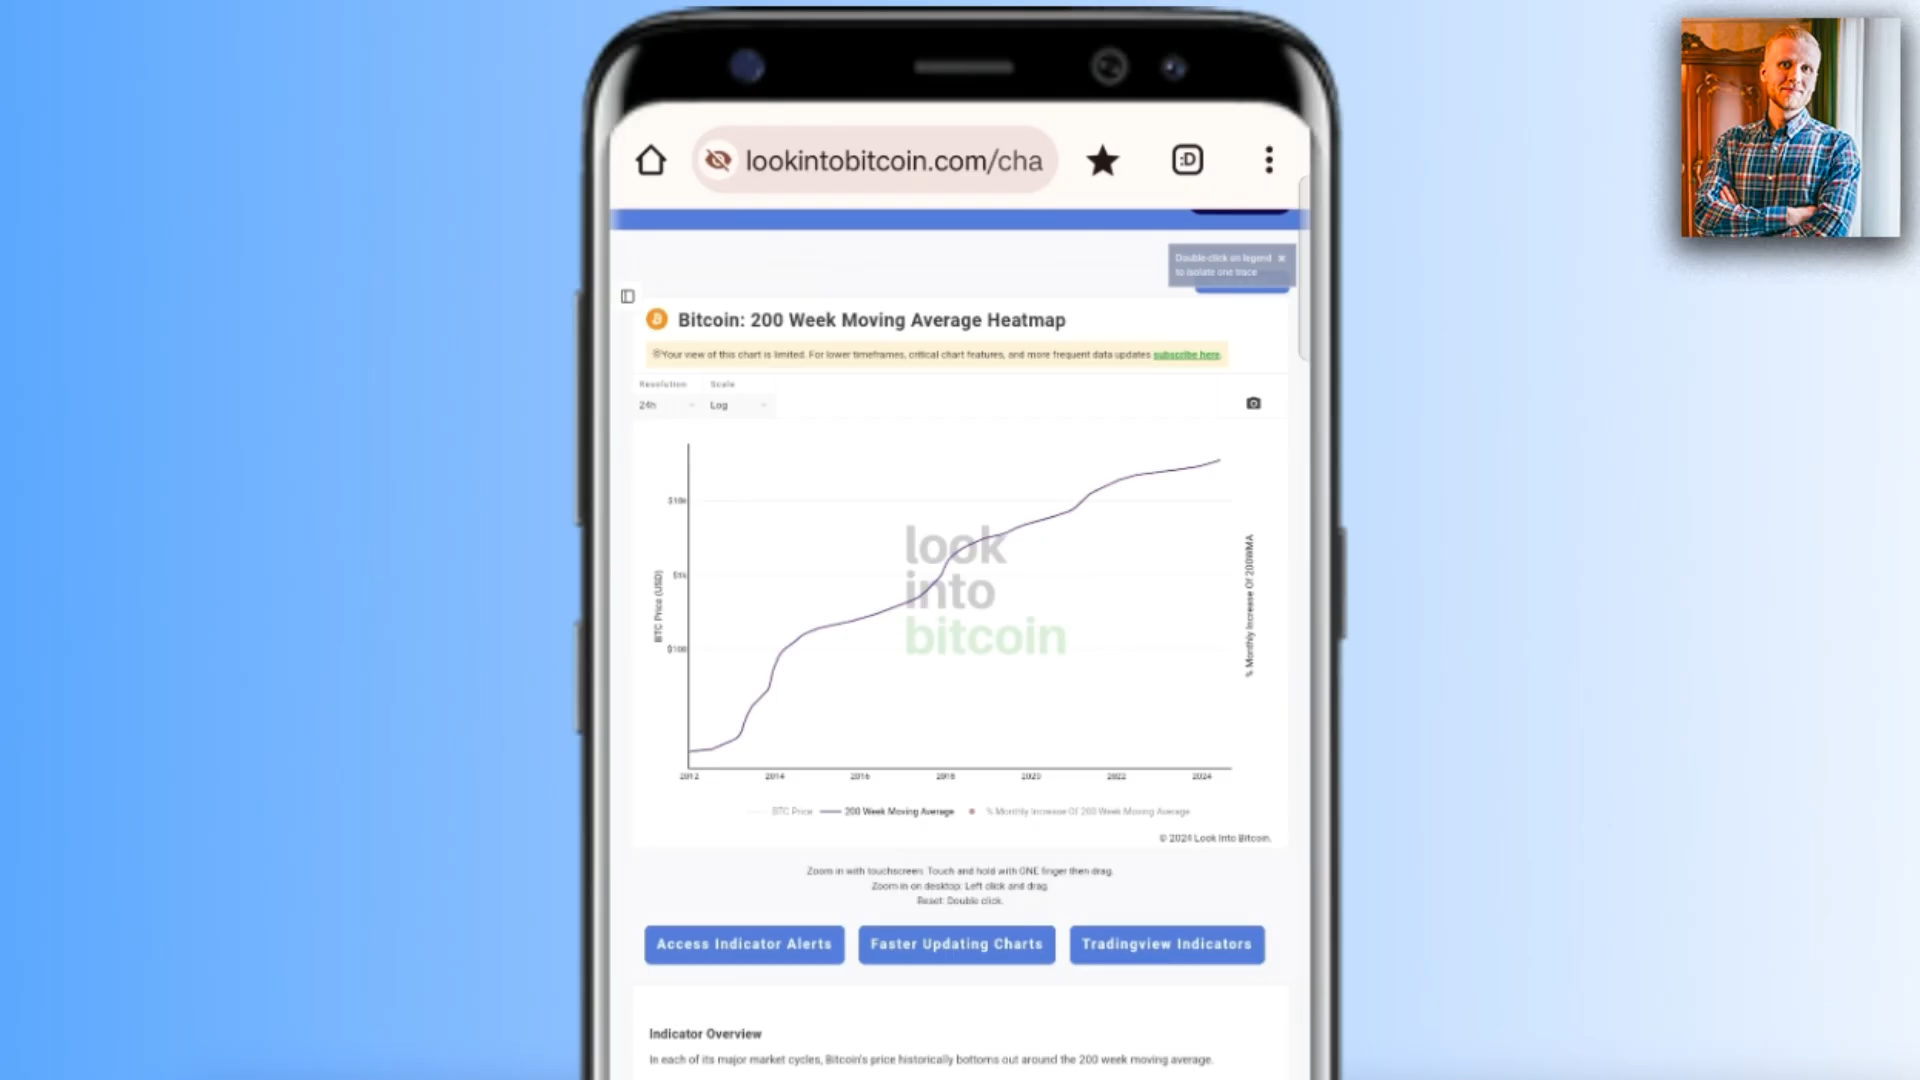 :D
lookintobitcoin.com/cha
Double-click on legend
to isolate one trace
Bitcoin: 200 Week Moving Average Heatmap
Your view of this chart is limited. For lower timeframes, critical chart features, and more frequent data updates subscribe here.
Resolution
Scale
24h
Log
$10k
$1k
$100
BTC Price (USD)
% Monthly Increase Of 200WMA
look
into
bitcoin
2012 2014 2016 2018 2020 2022 2024
BTC Price 200 Week Moving Average % Monthly Increase Of 200 Week Moving Average
© 2024 Look Into Bitcoin.
Zoom in with touchscreen: Touch and hold with ONE finger then drag.
Zoom in on desktop: Left click and drag.
Reset: Double click.
Access Indicator Alerts
Faster Updating Charts
Tradingview Indicators
Indicator Overview
In each of its major market cycles, Bitcoin's price historically bottoms out around the 200 week moving average.